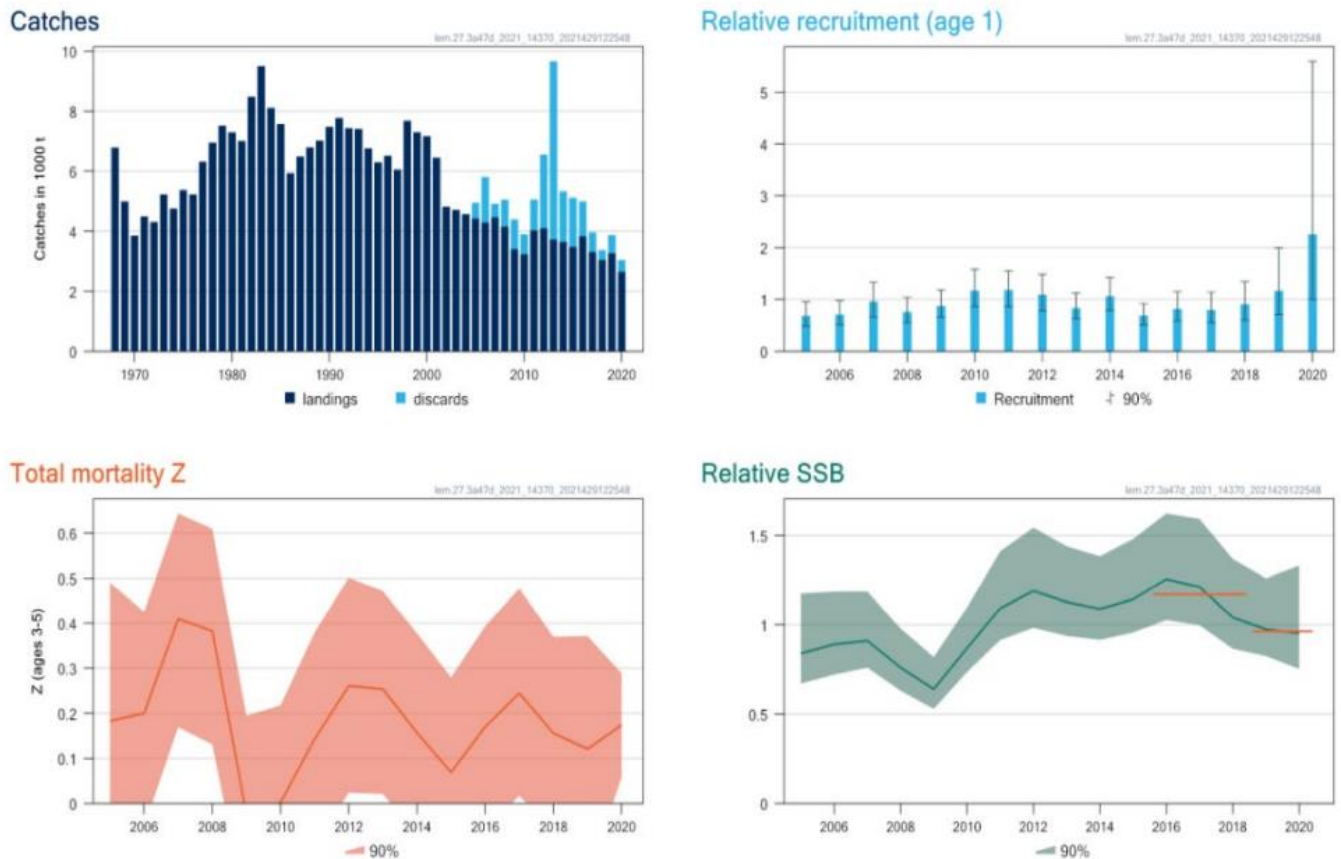 Catches
lem.27.3a47d_2021_14370_2021429122548
Catches in 1000 t
10
8
6
4
2
0
1970 1980 1990 2000 2010 2020
landings discards
Relative recruitment (age 1)
lem.27.3a47d_2021_14370_2021429122548
5
4
3
2
1
0
2006 2008 2010 2012 2014 2016 2018 2020
Recruitment 90%
Total mortality Z
lem.27.3a47d_2021_14370_2021429122548
Z (ages 3-5)
0.6
0.5
0.4
0.3
0.2
0.1
0
2006 2008 2010 2012 2014 2016 2018 2020
90%
Relative SSB
lem.27.3a47d_2021_14370_2021429122548
1.5
1
0.5
0
2006 2008 2010 2012 2014 2016 2018 2020
90%